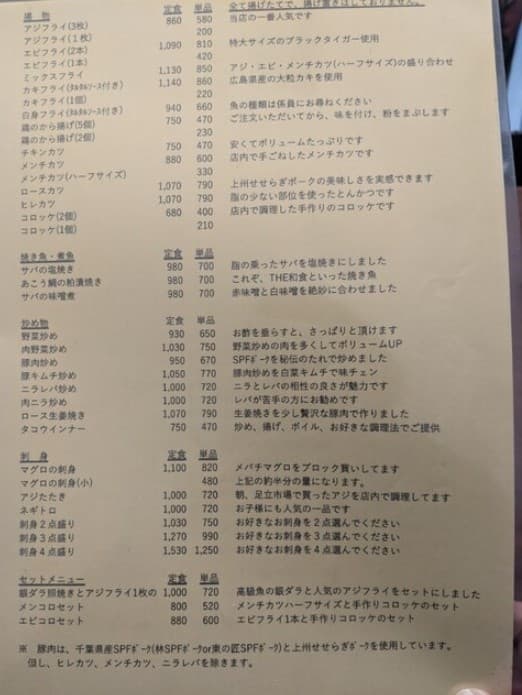 揚 物 定食 単品 全て揚げたてで、揚げ置きはしておりません。
アジフライ(3枚) 860 580 当店の一番人気です
アジフライ(1枚) 200
エビフライ(2本) 1,090 810 特大サイズのブラックタイガー使用
エビフライ(1本) 420
ミックスフライ 1,130 850 アジ・エビ・メンチカツ(ハーフサイズ)の盛り合わせ
カキフライ(タルタルソース付き) 1,140 860 広島県産の大粒カキを使用
カキフライ(1個) 220
白身フライ(タルタルソース付き) 940 660 魚の種類は係員にお尋ねください
鶏のから揚げ(5個) 750 470 ご注文いただいてから、味を付け、粉をまぶします
鶏のから揚げ(2個) 230
チキンカツ 750 470 安くてボリュームたっぷりです
メンチカツ 880 600 店内で手ごねしたメンチカツです
メンチカツ(ハーフサイズ) 330
ロースカツ 1,070 790 上州せせらぎポークの美味しさを実感できます
ヒレカツ 1,070 790 脂の少ない部位を使ったとんかつです
コロッケ(2個) 680 400 店内で調理した手作りのコロッケです
コロッケ(1個) 210
焼き魚・煮魚 定食 単品
サバの塩焼き 980 700 脂の乗ったサバを塩焼きにしました
あこう鯛の粕漬焼き 980 700 これぞ、THE和食といった焼き魚
サバの味噌煮 980 700 赤味噌と白味噌を絶妙に合わせました
炒め物 定食 単品
野菜炒め 930 650 お酢を垂らすと、さっぱりと頂けます
肉野菜炒め 1,030 750 野菜炒めの肉を多くしてボリュームUP
豚肉炒め 950 670 SPFポークを秘伝のたれで炒めました
豚キムチ炒め 1,050 770 豚肉炒めを白菜キムチで味チェン
ニラレバ炒め 1,000 720 ニラとレバの相性の良さが魅力です
肉ニラ炒め 1,000 720 レバが苦手の方にお勧めです
ロース生姜焼き 1,070 790 生姜焼きを少し贅沢な豚肉で作りました
タコウインナー 750 470 炒め、揚げ、ボイル、お好きな調理法でご提供
刺 身 定食 単品
マグロの刺身 1,100 820 メバチマグロをブロック買いしてます
マグロの刺身(小) 480 上記の約半分の量になります。
アジたたき 1,000 720 朝、足立市場で買ったアジを店内で調理してます
ネギトロ 1,000 720 お子様にも人気の一品です
刺身2点盛り 1,030 750 お好きなお刺身を2点選んでください
刺身3点盛り 1,270 990 お好きなお刺身を3点選んでください
刺身4点盛り 1,530 1,250 お好きなお刺身を4点選んでください
セットメニュー 定食 単品
銀ダラ照焼きとアジフライ1枚の 1,000 720 高級魚の銀ダラと人気のアジフライをセットにしました
メンコロセット 800 520 メンチカツハーフサイズと手作りコロッケのセット
エビコロセット 880 600 エビフライ1本と手作りコロッケのセット
※ 豚肉は、千葉県産SPFポーク(林SPFポークor東の匠SPFポーク)と上州せせらぎポークを使用しています。
但し、ヒレカツ、メンチカツ、ニラレバを除きます。